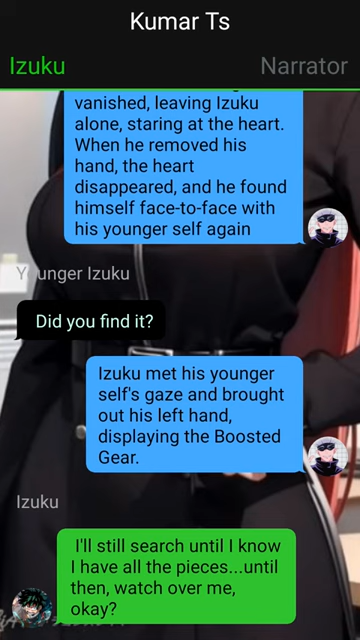 Kumar Ts
Izuku
Narrator
vanished, leaving Izuku
alone, staring at the heart.
When he removed his
hand, the heart
disappeared, and he found
himself face-to-face with
his younger self again
Younger Izuku
Did you find it?
Izuku met his younger
self's gaze and brought
out his left hand,
displaying the Boosted
Gear.
Izuku
I'll still search until I know
I have all the pieces...until
then, watch over me,
okay?